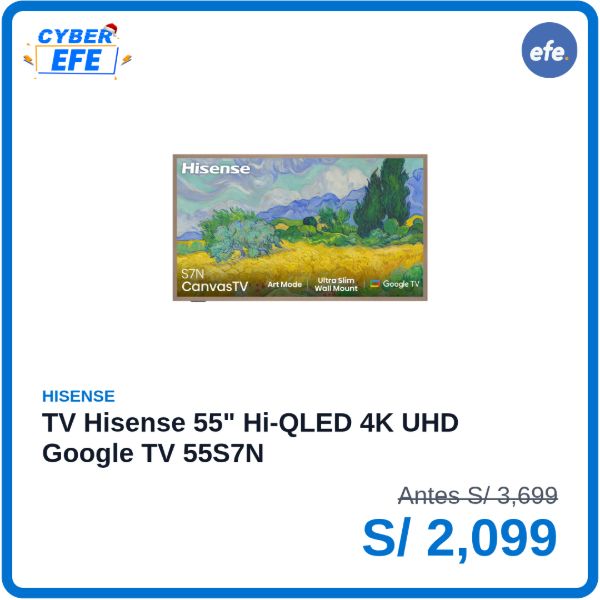 CYBER
EFE
efe.
Hisense
S7N
CanvasTV
Art Mode
Ultra Slim
Wall Mount
Google TV
HISENSE
TV Hisense 55" Hi-QLED 4K UHD
Google TV 55S7N
Antes S/ 3,699
S/ 2,099